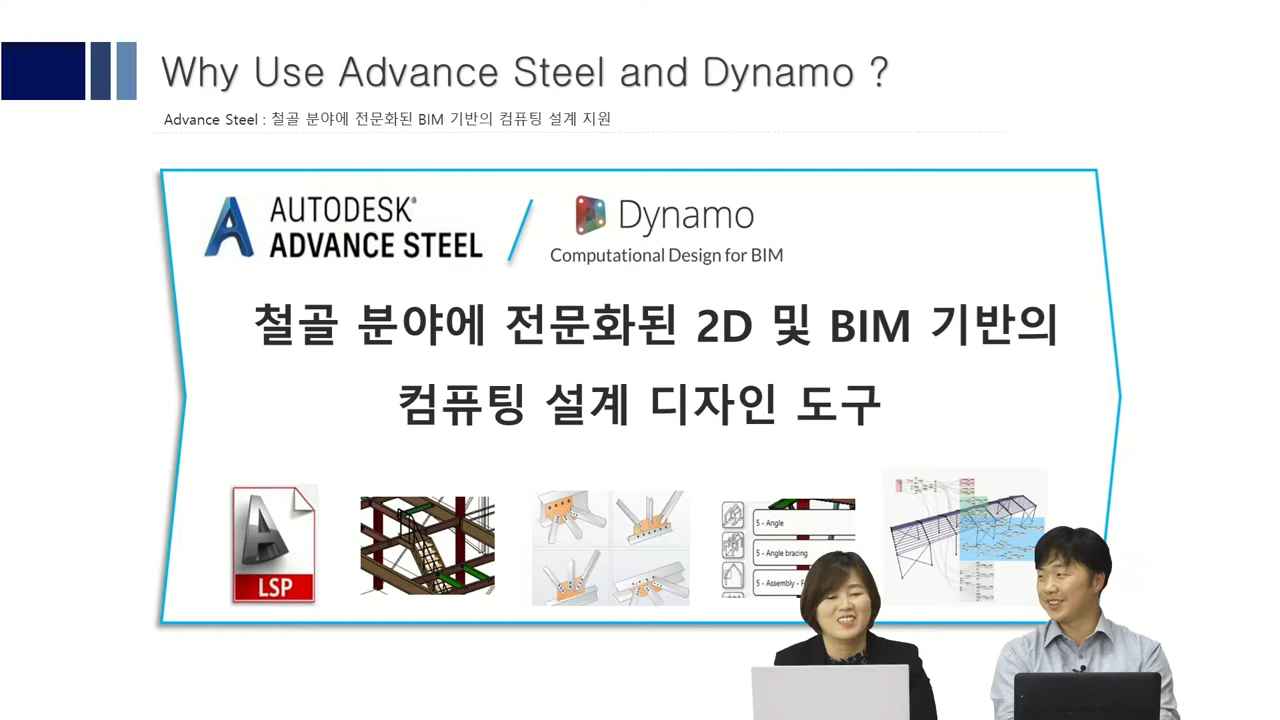 Why Use Advance Steel and Dynamo ?
Advance Steel : 철골 분야에 전문화된 BIM 기반의 컴퓨팅 설계 지원
AUTODESK®
ADVANCE STEEL
Dynamo
Computational Design for BIM
철골 분야에 전문화된 2D 및 BIM 기반의
컴퓨팅 설계 디자인 도구
LSP
5 - Angle
5 - Angle bracing
5 - Assembly -